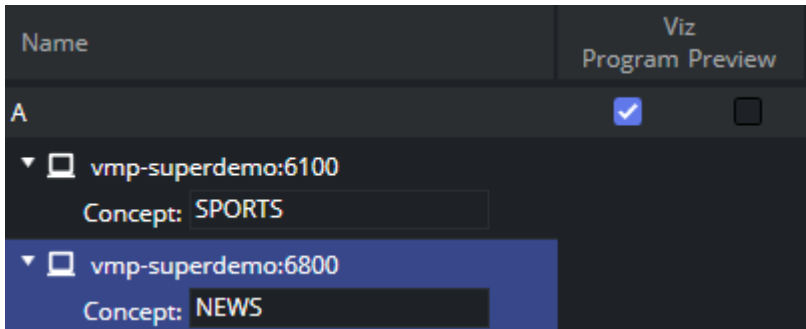 Name
Viz
Program Preview
A
vmp-superdemo:6100
Concept: SPORTS
vmp-superdemo:6800
Concept: NEWS